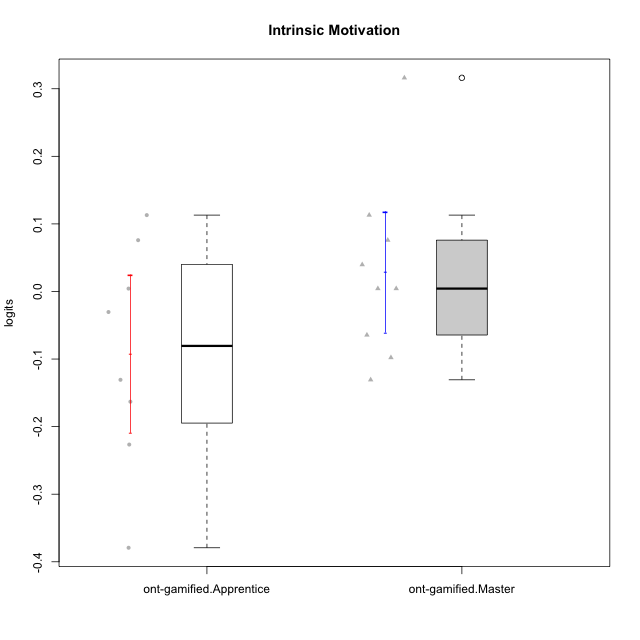 Intrinsic Motivation
logits
0.3
0.2
0.1
0.0
-0.1
-0.2
-0.3
-0.4
ont-gamified.Apprentice ont-gamified.Master